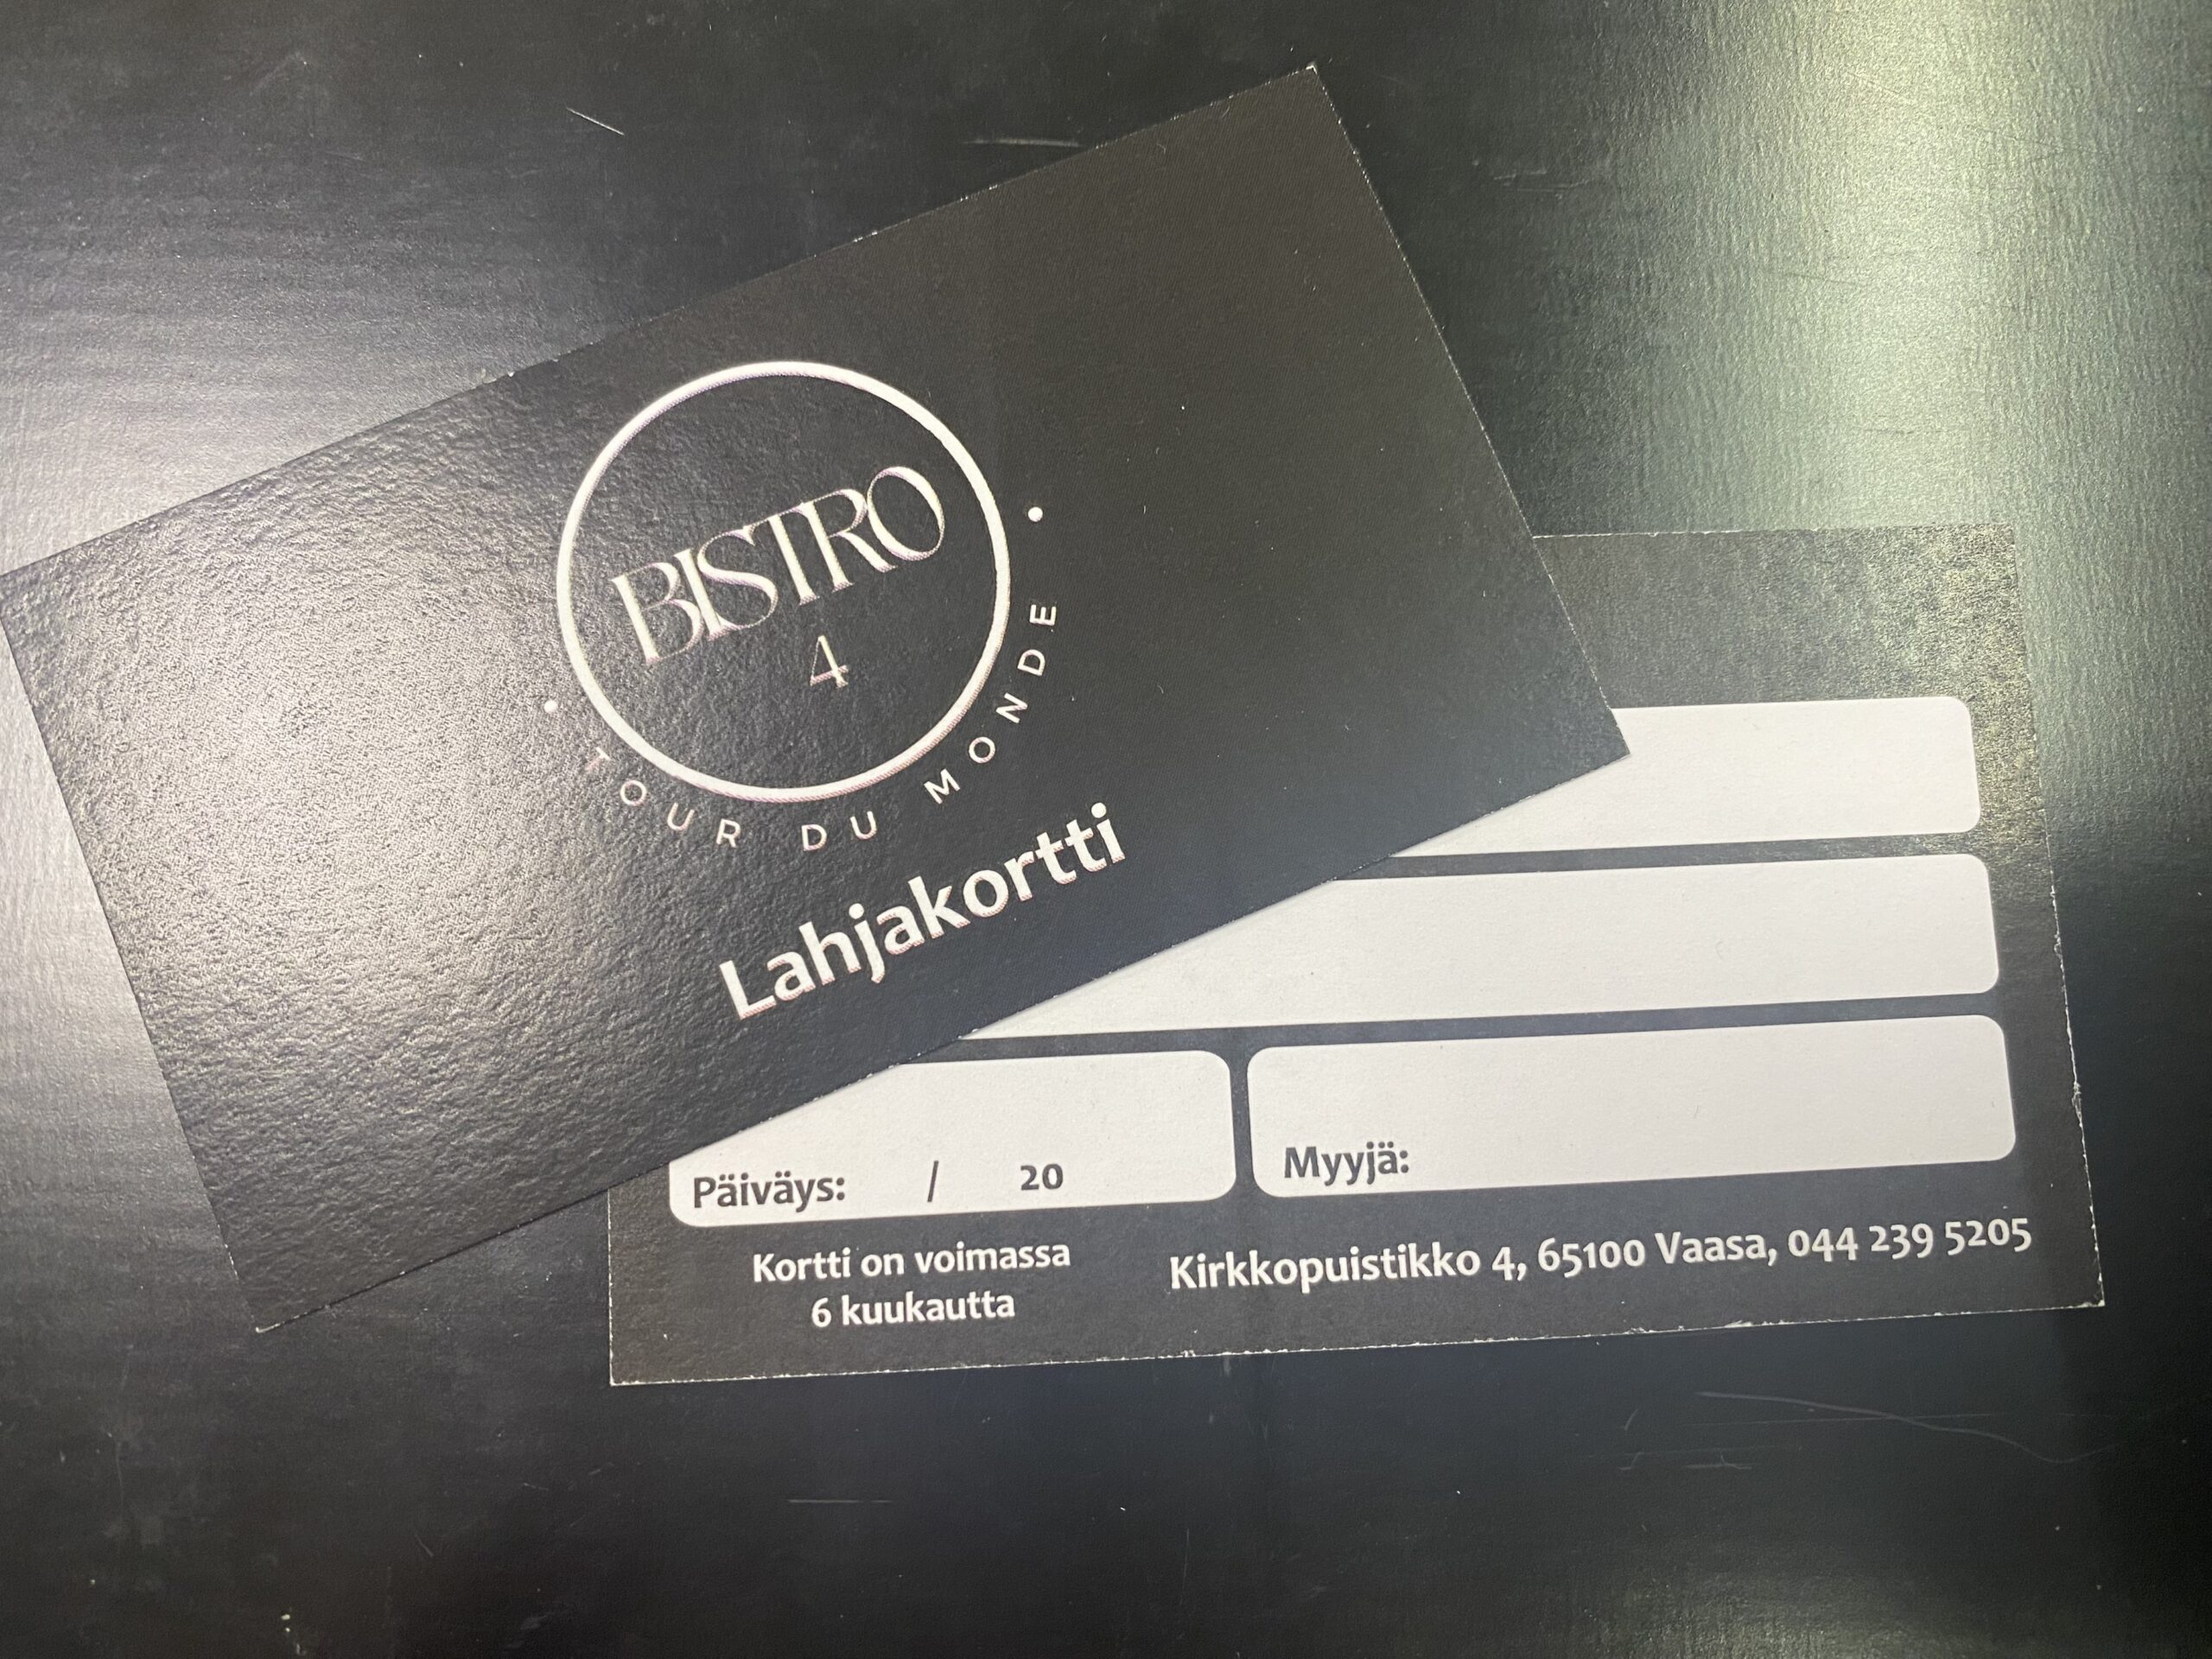 BISTRO
4
TOUR DU MONDE
Lahjakortti
Päiväys: / 20
Myyjä:
Kortti on voimassa
6 kuukautta
Kirkkopuistikko 4, 65100 Vaasa, 044 239 5205